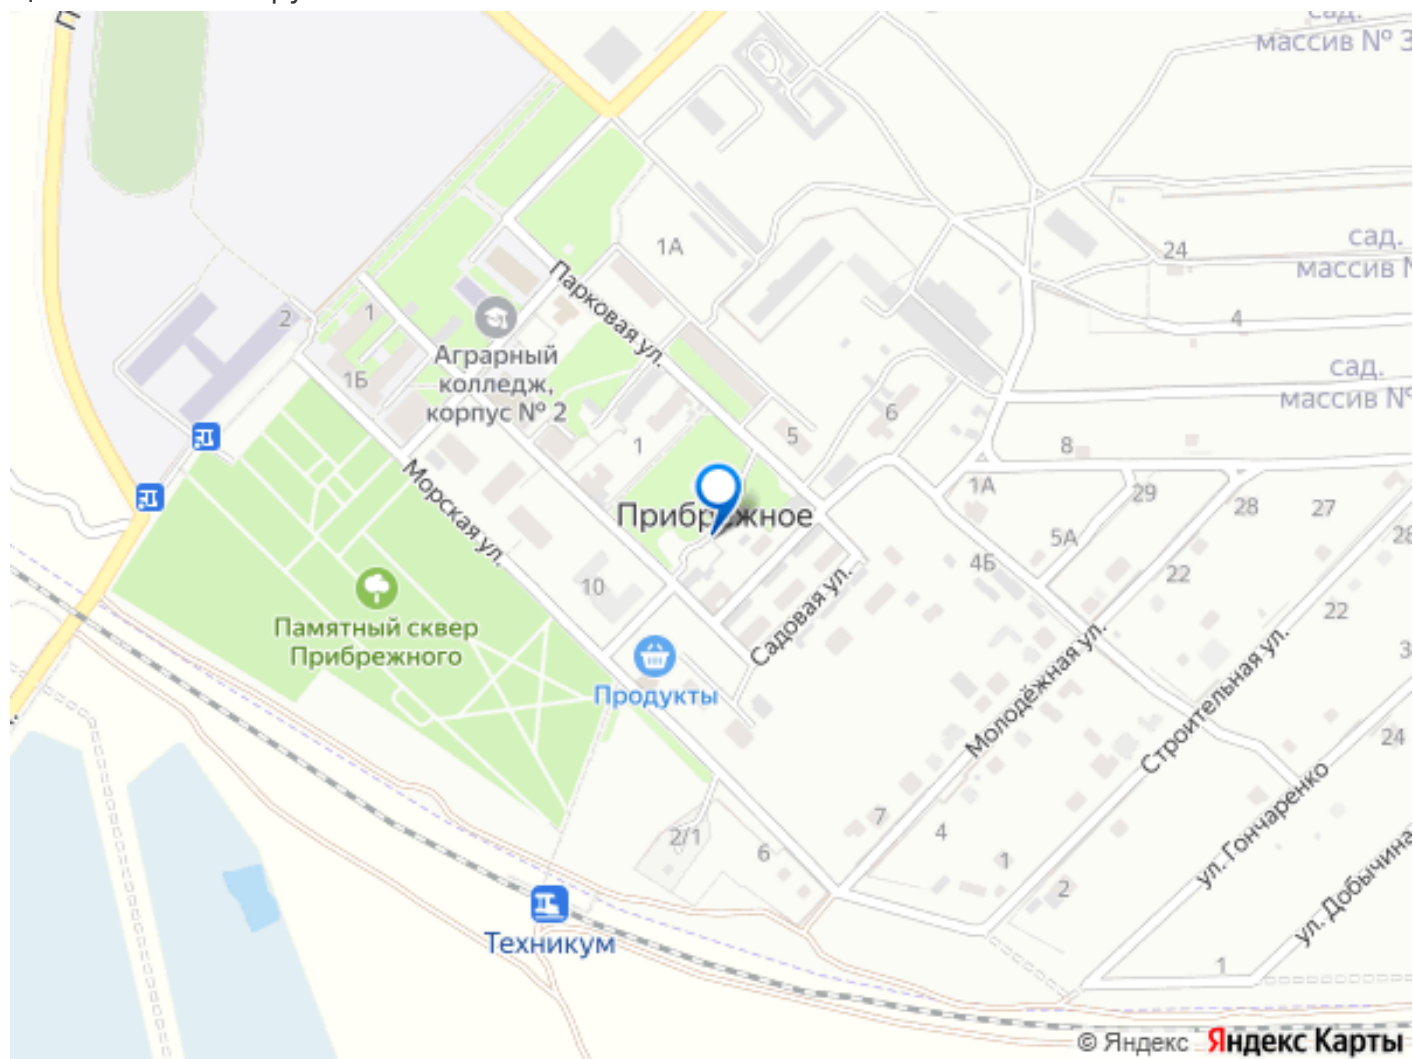 сад.
массив № 3
1А
сад.
массив №
24
Парковая ул.
4
1
2
Аграрный
колледж,
корпус № 2
1Б
сад.
массив №
6
5
1
8
Морская ул.
1А
29
28
27
28
Прибрежное
5А
4Б
22
10
Садовая ул.
22
Памятный сквер
Прибрежного
Молодёжная ул.
Строительная ул.
3
Продукты
24
ул. Гончаренко
7
4
2/1
6
1
2
ул. Добычина
Техникум
1
© Яндекс Яндекс Карты